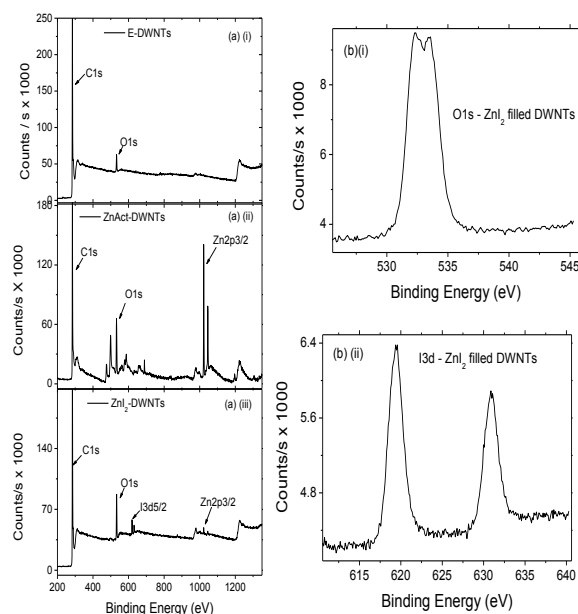 E-DWNTs (a) (i)
C1s
O1s
Counts / s x 1000
250
200
150
100
50
0
ZnAct-DWNTs (a) (ii)
Zn2p3/2
C1s
O1s
Counts/s X 1000
180
120
60
0
ZnI2-DWNTs (a) (iii)
C1s
O1s
I3d5/2
Zn2p3/2
Counts/s x 1000
140
70
0
200 400 600 800 1000 1200
Binding Energy (eV)
(b)(i)
O1s - ZnI2 filled DWNTs
Counts/s x 1000
8
6
4
530 535 540 545
Binding Energy (eV)
(b) (ii)
I3d - ZnI2 filled DWNTs
Counts/s x 1000
6.4
5.6
4.8
615 620 625 630 635 640
Binding Energy (eV)